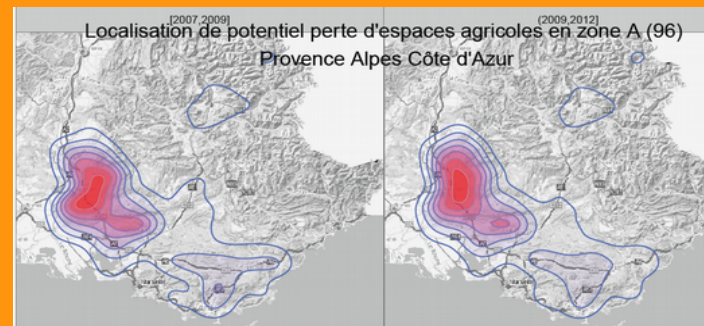 [2007,2009]
(2009,2012]
Localisation de potentiel perte d'espaces agricoles en zone A (96)
Provence Alpes Côte d'Azur